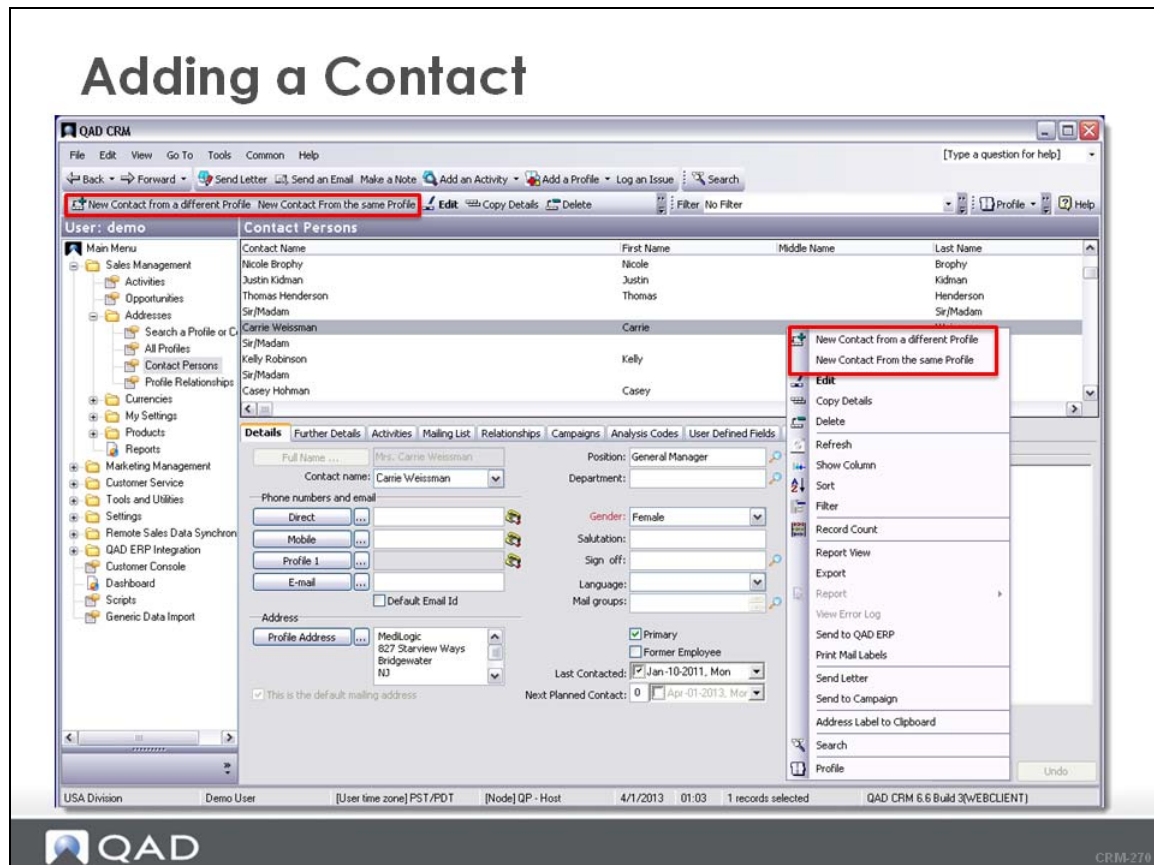 Adding a Contact
QAD CRM
File Edit View Go To Tools Common Help [Type a question for help]
Back Forward Send Letter Send an Email Make a Note Add an Activity Add a Profile Log an Issue Search
New Contact from a different Profile New Contact From the same Profile Edit Copy Details Delete Filter No Filter Profile Help
User: demo
Main Menu
Sales Management
Activities
Opportunities
Addresses
Search a Profile or C
All Profiles
Contact Persons
Profile Relationships
Currencies
My Settings
Products
Reports
Marketing Management
Customer Service
Tools and Utilities
Settings
Remote Sales Data Synchron
QAD ERP Integration
Customer Console
Dashboard
Scripts
Generic Data Import
Contact Persons
Contact Name First Name Middle Name Last Name
Nicole Brophy Nicole Brophy
Justin Kidman Justin Kidman
Thomas Henderson Thomas Henderson
Sir/Madam Sir/Madam
Carrie Weissman Carrie
Sir/Madam
Kelly Robinson Kelly
Sir/Madam
Casey Hohman Casey
New Contact from a different Profile
New Contact From the same Profile
Edit
Copy Details
Delete
Refresh
Show Column
Sort
Filter
Record Count
Report View
Export
Report
View Error Log
Send to QAD ERP
Print Mail Labels
Send Letter
Send to Campaign
Address Label to Clipboard
Search
Profile
Details Further Details Activities Mailing List Relationships Campaigns Analysis Codes User Defined Fields
Full Name ... Mrs. Carrie Weissman Position: General Manager
Contact name: Carrie Weissman Department:
Phone numbers and email
Direct ... Gender: Female
Mobile ... Salutation:
Profile 1 ... Sign off:
E-mail ... Language:
Default Email Id Mail groups:
Address
Profile Address ... MediLogic
827 Starview Ways
Bridgewater
NJ
Primary
Former Employee
Last Contacted: Jan-10-2011, Mon
This is the default mailing address Next Planned Contact: 0 Apr-01-2013, Mon
Undo
USA Division Demo User [User time zone] PST/PDT [Node] QP - Host 4/1/2013 01:03 1 records selected QAD CRM 6.6 Build 3(WEBCLIENT)
QAD
CRM-270